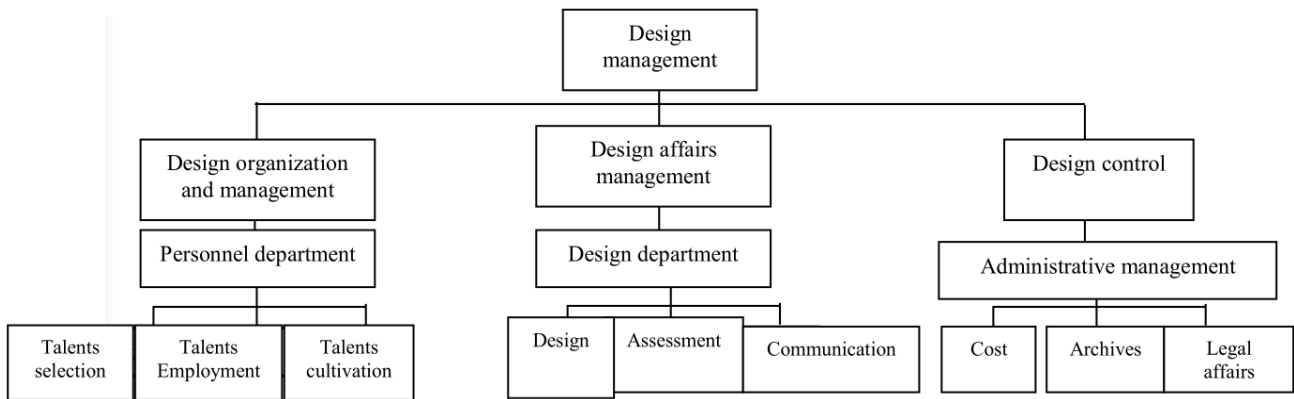 Design
management
Design organization
and management
Design affairs
management
Design control
Personnel department
Design department
Administrative management
Talents
selection
Talents
Employment
Talents
cultivation
Design
Assessment
Communication
Cost
Archives
Legal
affairs